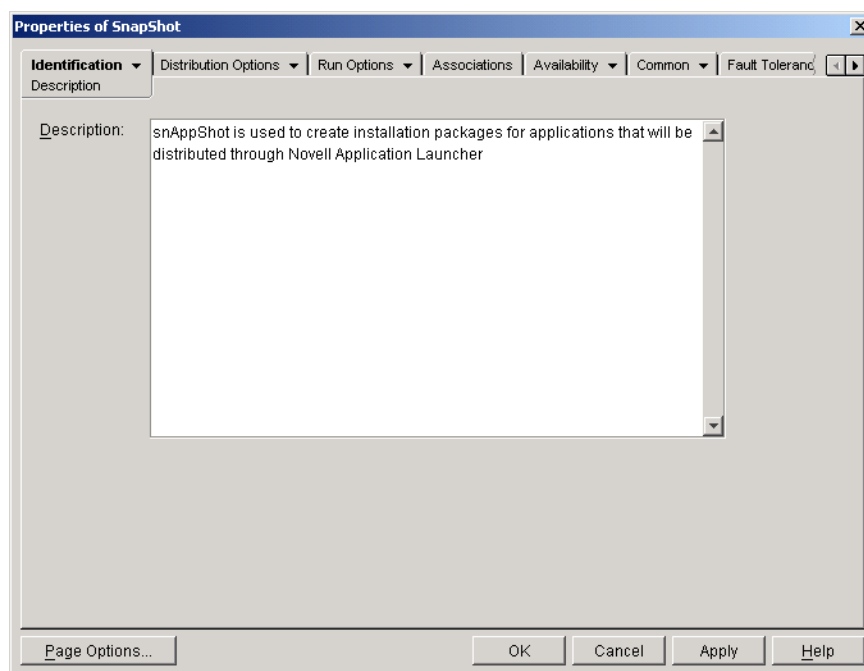 Properties of SnapShot
Identification Distribution Options Run Options Associations Availability Common Fault Toleranc
Description
Description: snAppShot is used to create installation packages for applications that will be
distributed through Novell Application Launcher
Page Options... OK Cancel Apply Help